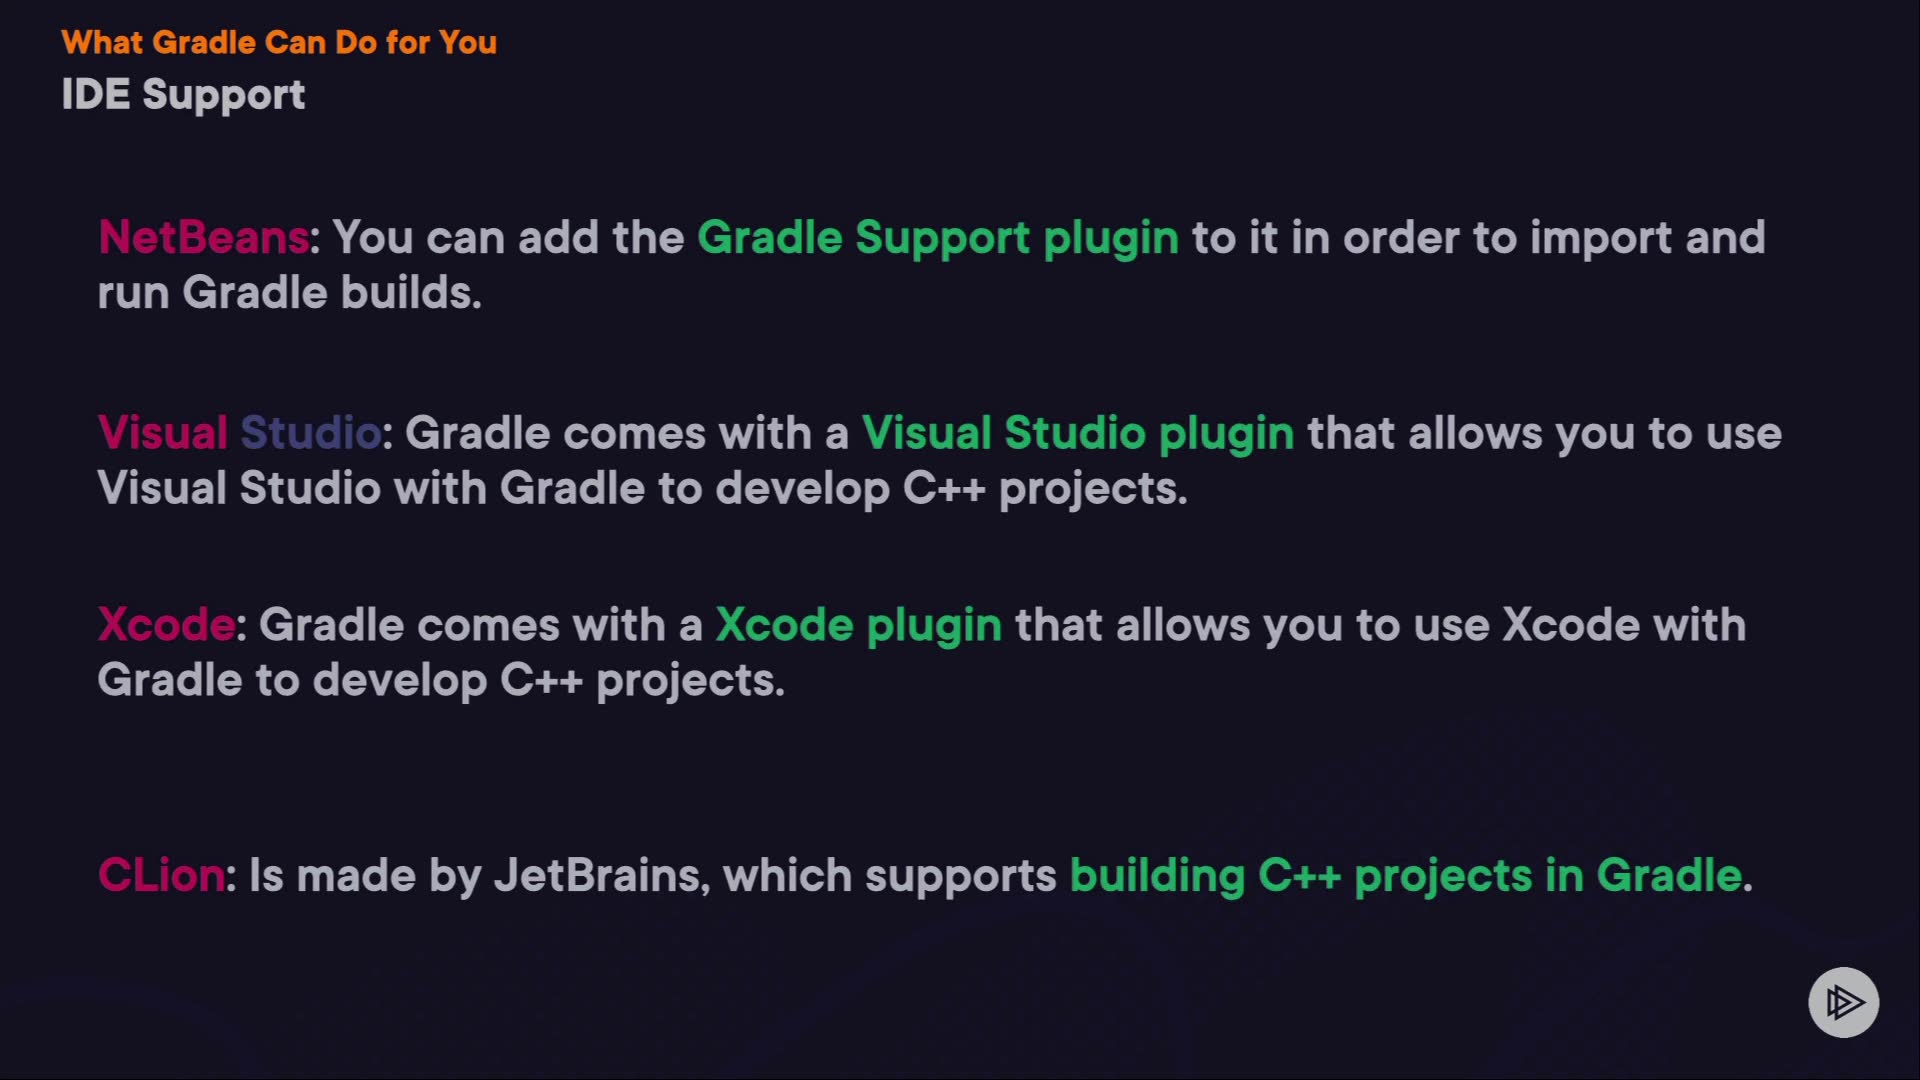 What Gradle Can Do for You
IDE Support
NetBeans: You can add the Gradle Support plugin to it in order to import and
run Gradle builds.
Visual Studio: Gradle comes with a Visual Studio plugin that allows you to use
Visual Studio with Gradle to develop C++ projects.
Xcode: Gradle comes with a Xcode plugin that allows you to use Xcode with
Gradle to develop C++ projects.
CLion: Is made by JetBrains, which supports building C++ projects in Gradle.